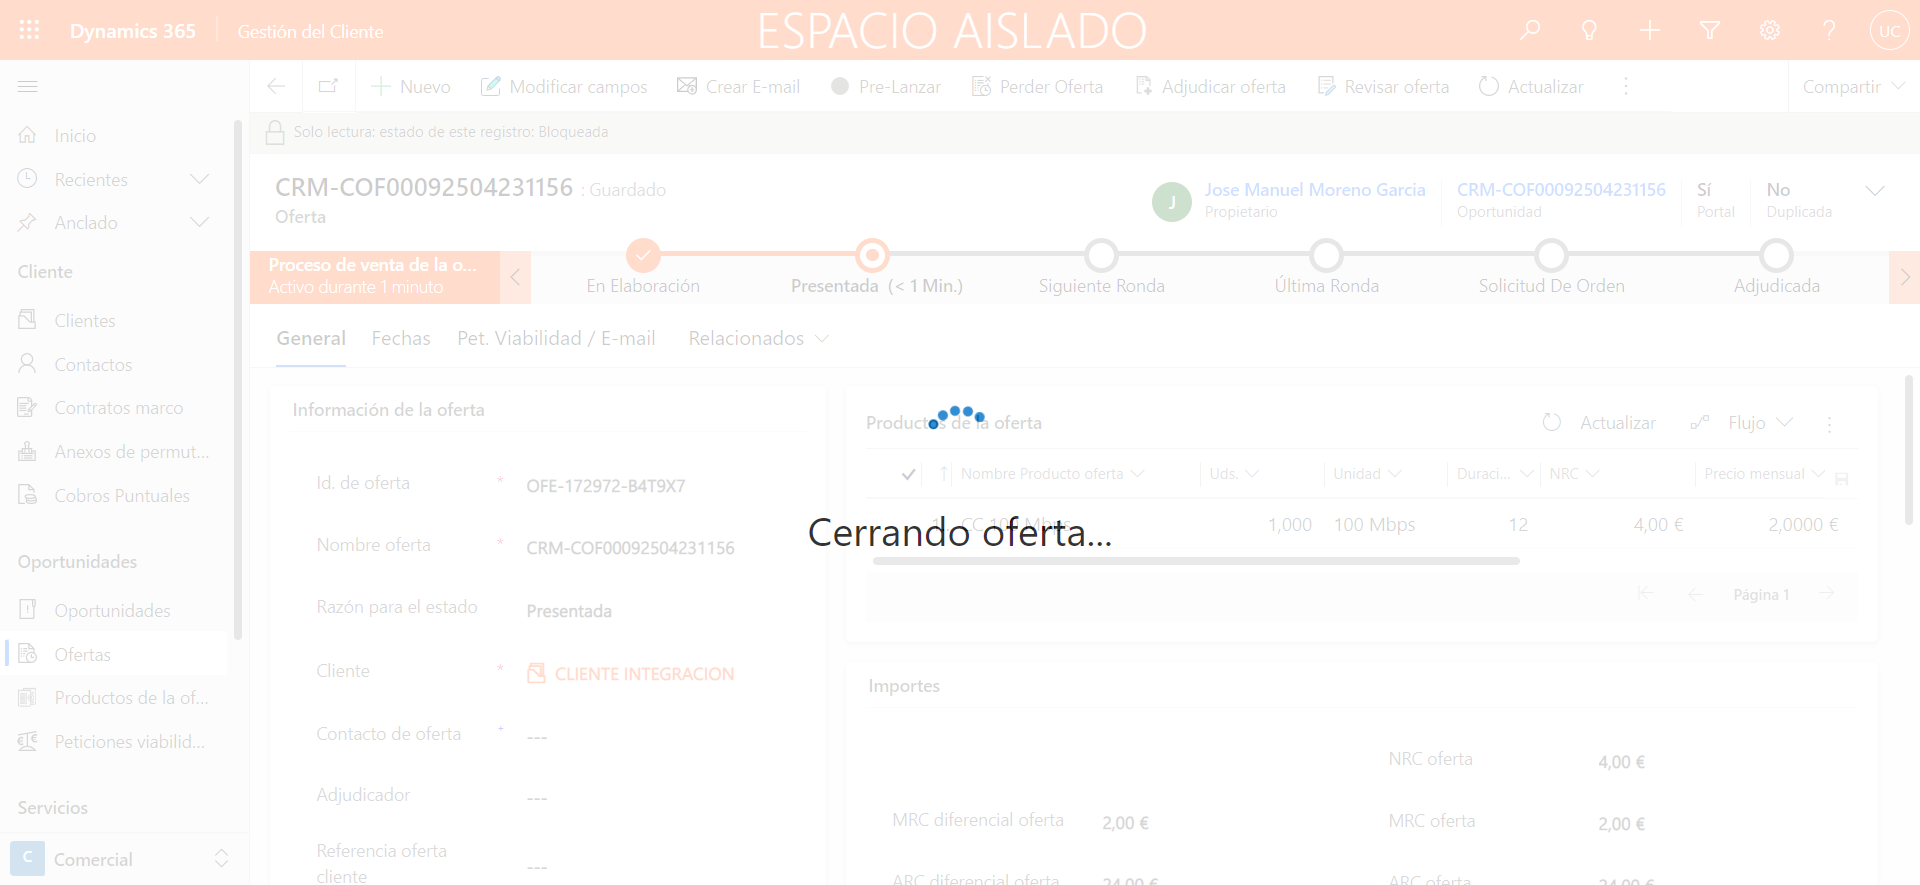 Dynamics 365
Gestión del Cliente
ESPACIO AISLADO
UC
Nuevo
Modificar campos
Crear E-mail
Pre-Lanzar
Perder Oferta
Adjudicar oferta
Revisar oferta
Actualizar
Compartir
Solo lectura: estado de este registro: Bloqueada
Inicio
Recientes
Anclado
Cliente
Clientes
Contactos
Contratos marco
Anexos de permut...
Cobros Puntuales
Oportunidades
Oportunidades
Ofertas
Productos de la of...
Peticiones viabilid...
Servicios
C Comercial
CRM-COF00092504231156 : Guardado
Oferta
J
Jose Manuel Moreno Garcia
Propietario
CRM-COF00092504231156
Oportunidad
Sí
Portal
No
Duplicada
Proceso de venta de la o...
Activo durante 1 minuto
En Elaboración
Presentada (< 1 Min.)
Siguiente Ronda
Última Ronda
Solicitud De Orden
Adjudicada
General
Fechas
Pet. Viabilidad / E-mail
Relacionados
Información de la oferta
Id. de oferta * OFE-172972-B4T9X7
Nombre oferta * CRM-COF00092504231156
Razón para el estado Presentada
Cliente * CLIENTE INTEGRACION
Contacto de oferta + ---
Adjudicador ---
Referencia oferta
cliente ---
Productos de la oferta
Actualizar
Flujo
Nombre Producto oferta Uds. Unidad Duraci... NRC Precio mensual
1 CC 100 Mbps 1,000 100 Mbps 12 4,00 € 2,0000 €
Cerrando oferta...
Página 1
Importes
NRC oferta 4,00 €
MRC diferencial oferta 2,00 €
MRC oferta 2,00 €
ARC diferencial oferta 24,00 €
ARC oferta 24,00 €